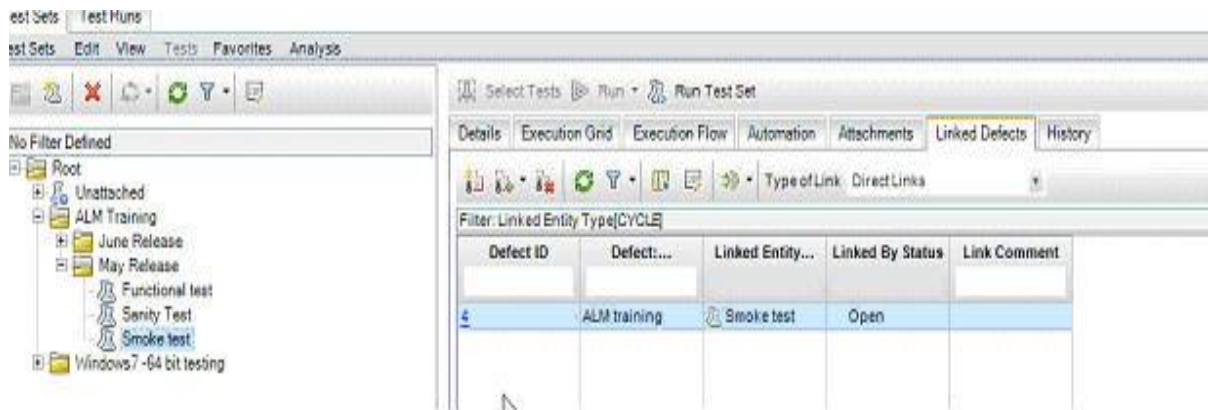 est Sets Test Runs
est Sets Edit View Tests Favorites Analysis
Select Tests Run Run Test Set
No Filter Defined
Root
Unattached
ALM Training
June Release
May Release
Functional test
Sanity Test
Smoke test
Windows7 -64 bit testing
Details Execution Grid Execution Flow Automation Attachments Linked Defects History
Type of Link: Direct Links
Filter: Linked Entity Type[CYCLE]
Defect ID Defect:... Linked Entity... Linked By Status Link Comment
4 ALM training Smoke test Open